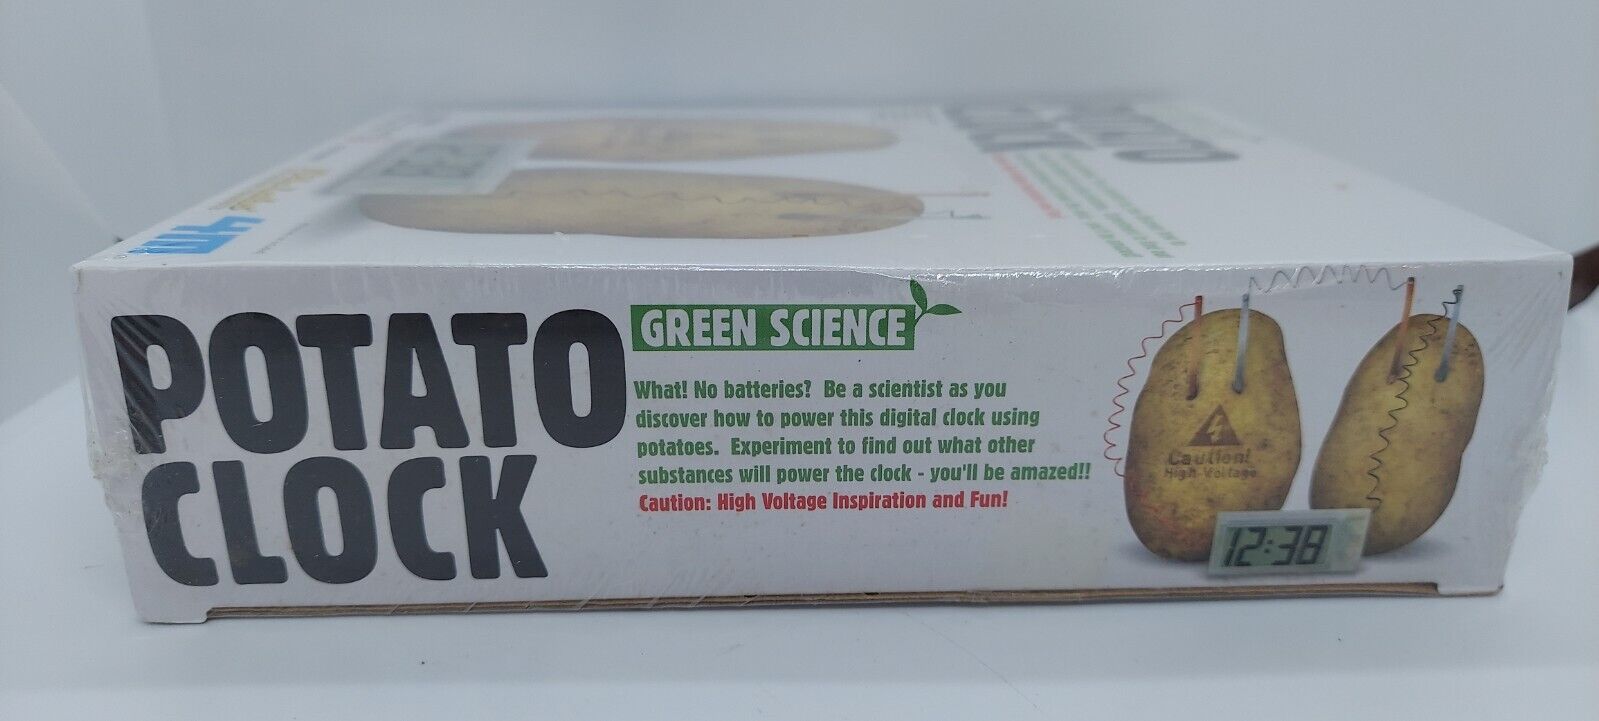 4M
POTATO
CLOCK
GREEN SCIENCE
What! No batteries? Be a scientist as you
discover how to power this digital clock using
potatoes. Experiment to find out what other
substances will power the clock - you'll be amazed!!
Caution: High Voltage Inspiration and Fun!
Caution!
High Voltage
12:38